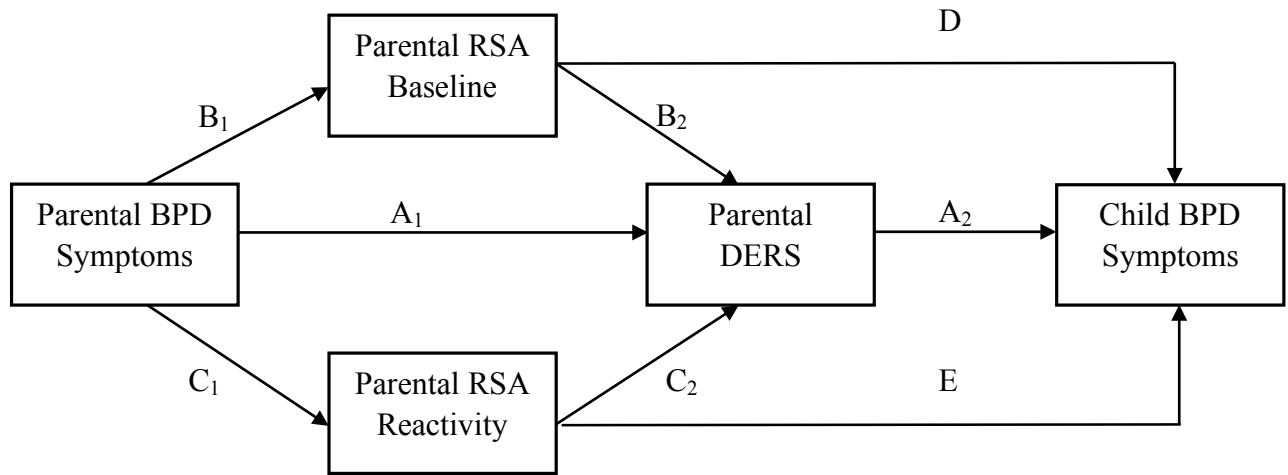 Parental RSA
Baseline
D
B₁
B₂
Parental BPD
Symptoms
A₁
Parental
DERS
A₂
Child BPD
Symptoms
C₁
Parental RSA
Reactivity
C₂
E